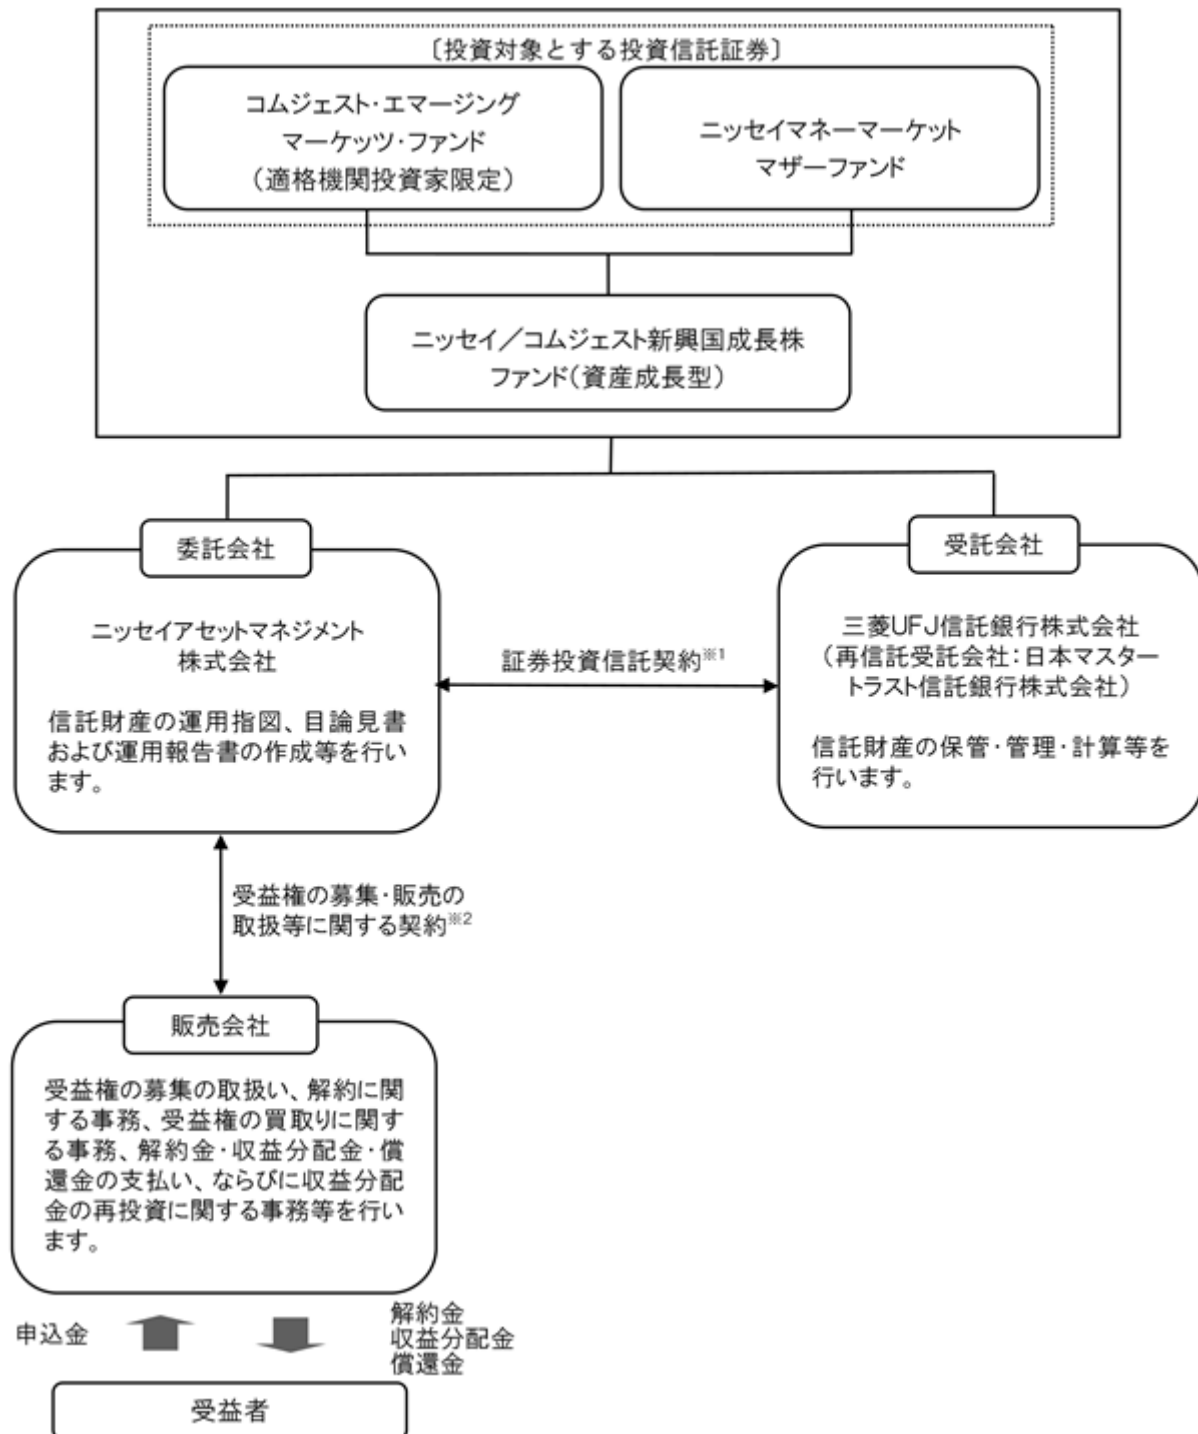 〔投資対象とする投資信託証券〕
コムジェスト・エマージング
マーケッツ・ファンド
（適格機関投資家限定）
ニッセイマネーマーケット
マザーファンド
ニッセイ／コムジェスト新興国成長株
ファンド（資産成長型）
委託会社
ニッセイアセットマネジメント
株式会社
信託財産の運用指図、目論見書
および運用報告書の作成等を行い
ます。
証券投資信託契約※1
受託会社
三菱UFJ信託銀行株式会社
（再信託受託会社：日本マスター
トラスト信託銀行株式会社）
信託財産の保管・管理・計算等を
行います。
受益権の募集・販売の
取扱等に関する契約※2
販売会社
受益権の募集の取扱い、解約に関
する事務、受益権の買取りに関す
る事務、解約金・収益分配金・償
還金の支払い、ならびに収益分配
金の再投資に関する事務等を行い
ます。
申込金
解約金
収益分配金
償還金
受益者